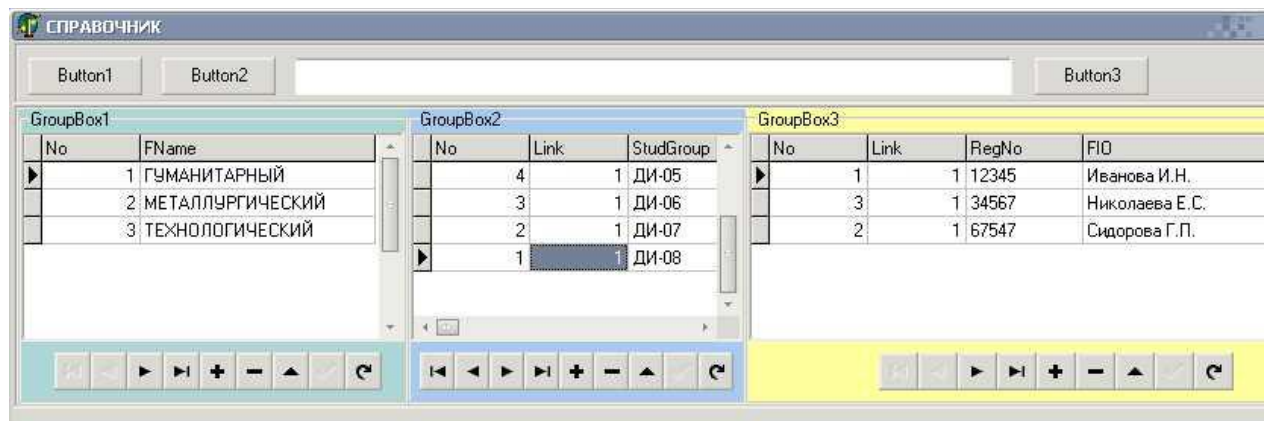 СПРАВОЧНИК
Button1 Button2 Button3
GroupBox1 GroupBox2 GroupBox3
No FName No Link StudGroup No Link RegNo FIO
1 ГУМАНИТАРНЫЙ 4 1 ДИ-05 1 1 12345 Иванова И.Н.
2 МЕТАЛЛУРГИЧЕСКИЙ 3 1 ДИ-06 3 1 34567 Николаева Е.С.
3 ТЕХНОЛОГИЧЕСКИЙ 2 1 ДИ-07 2 1 67547 Сидорова Г.П.
1 1 ДИ-08